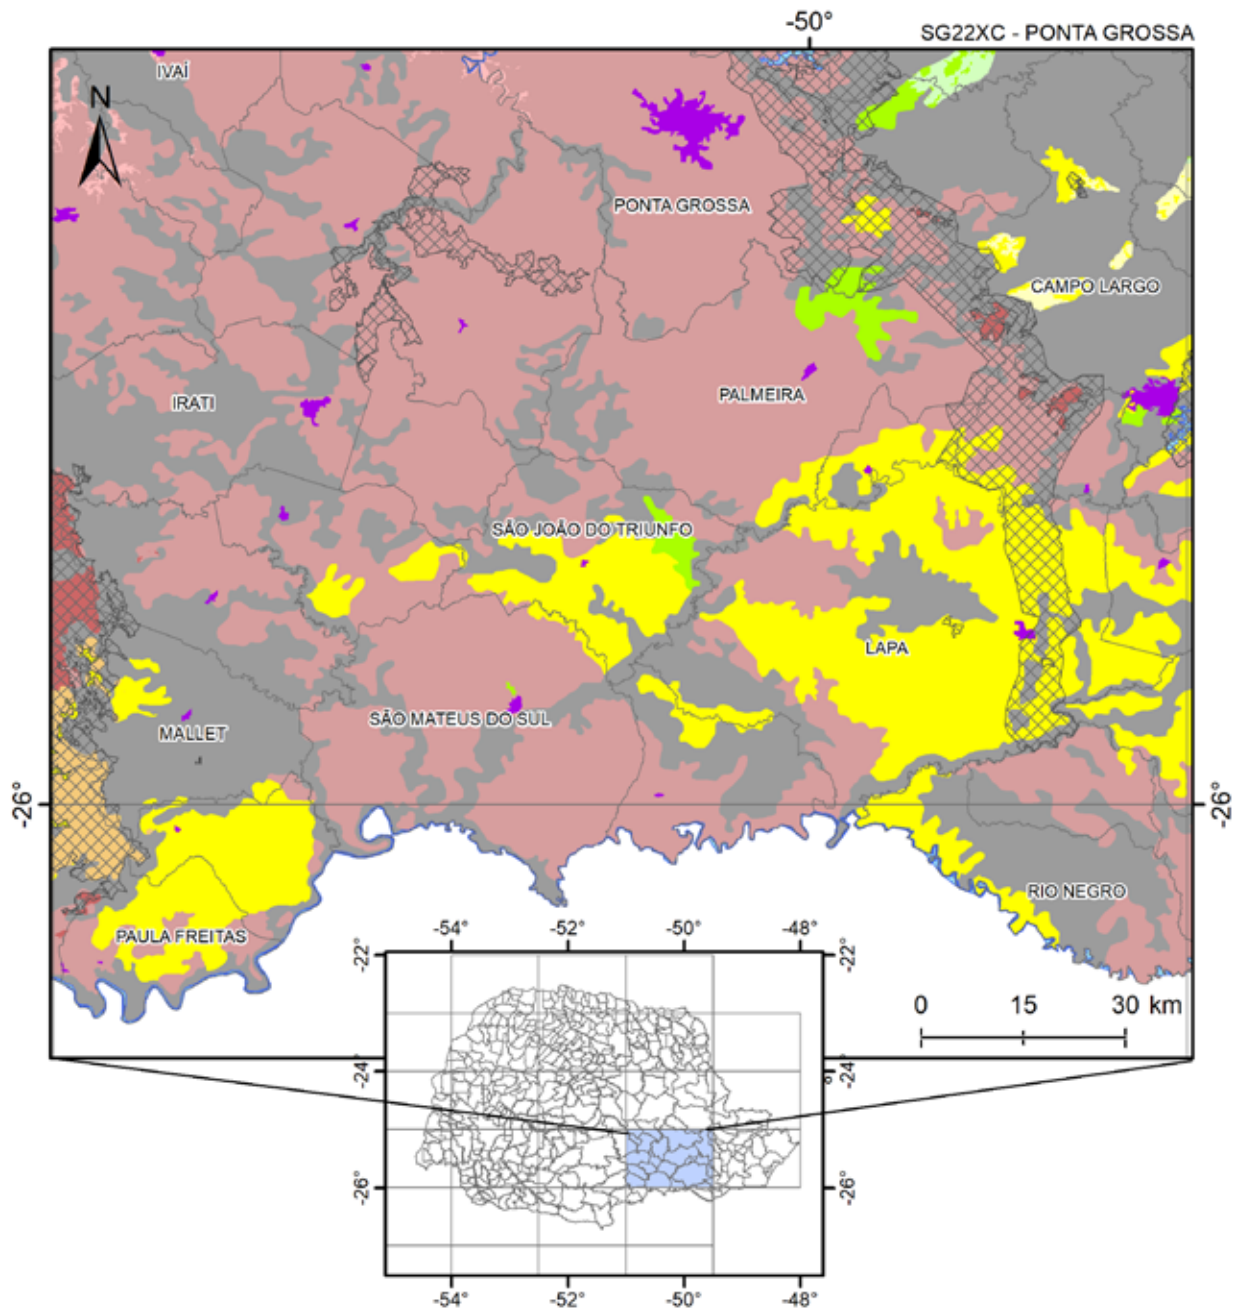 -50°
SG22XC - PONTA GROSSA
IVAÍ
N
PONTA GROSSA
CAMPO LARGO
IRATI
PALMEIRA
SÃO JOÃO DO TRIUNFO
LAPA
SÃO MATEUS DO SUL
MALLET
-26°
-26°
RIO NEGRO
PAULA FREITAS
-54° -52° -50° -48°
-22° -22°
0 15 30 km
-24° -24°
-26° -26°
-54° -52° -50° -48°